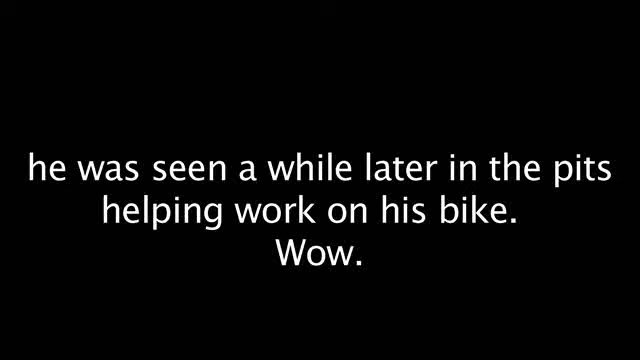 he was seen a while later in the pits
helping work on his bike.
Wow.